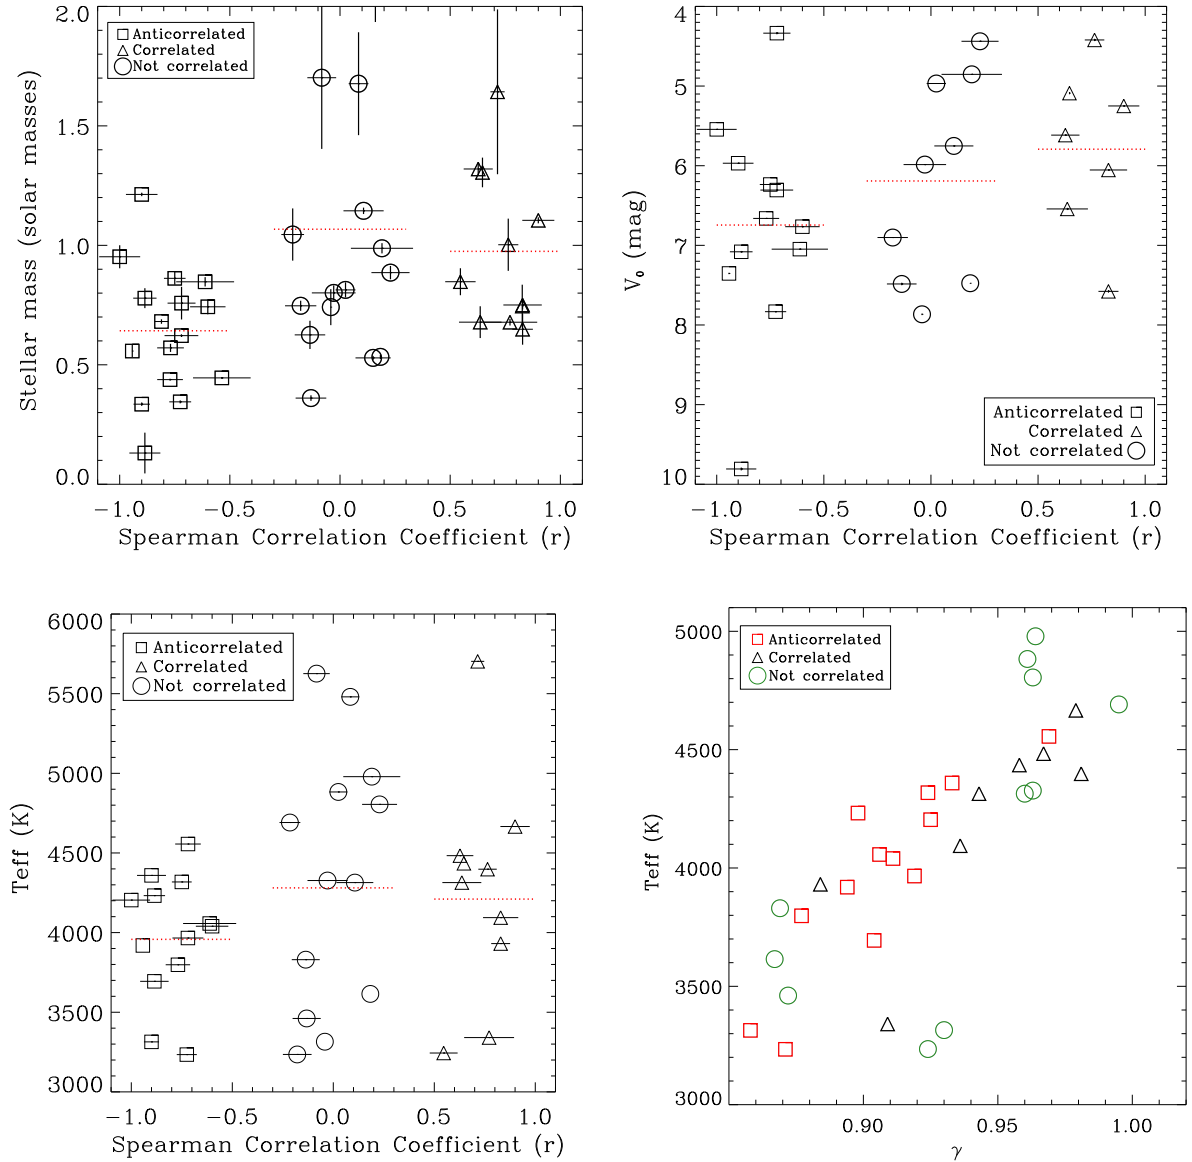 2.0
1.5
1.0
0.5
0.0
Stellar mass (solar masses)
Anticorrelated
Correlated
Not correlated
−1.0 −0.5 0.0 0.5 1.0
Spearman Correlation Coefficient (r)
4
5
6
7
8
9
10
V₀ (mag)
Anticorrelated
Correlated
Not correlated
−1.0 −0.5 0.0 0.5 1.0
Spearman Correlation Coefficient (r)
6000
5500
5000
4500
4000
3500
3000
Teff (K)
Anticorrelated
Correlated
Not correlated
−1.0 −0.5 0.0 0.5 1.0
Spearman Correlation Coefficient (r)
5000
4500
4000
3500
3000
Teff (K)
Anticorrelated
Correlated
Not correlated
0.90 0.95 1.00
γ